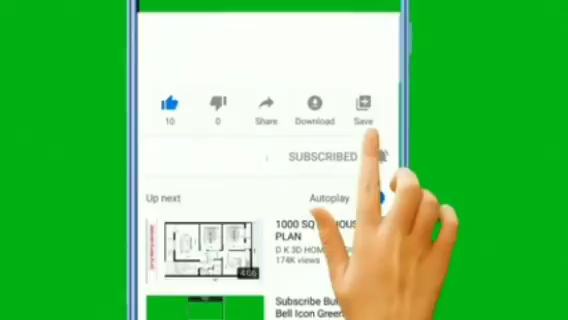 10
0
Share
Download
Save
SUBSCRIBED
Up next
Autoplay
1000 SQ
PLAN
D K 3D HOM
174K views
4:06
Subscribe Bu
Bell Icon Green